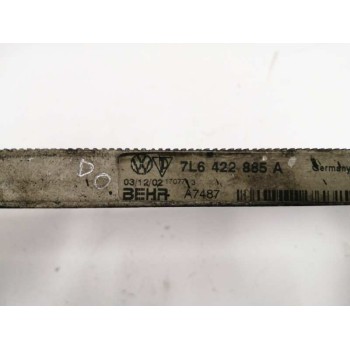 DO
7L6 422 885 A
Germany
03/12/02
BEHR A7487